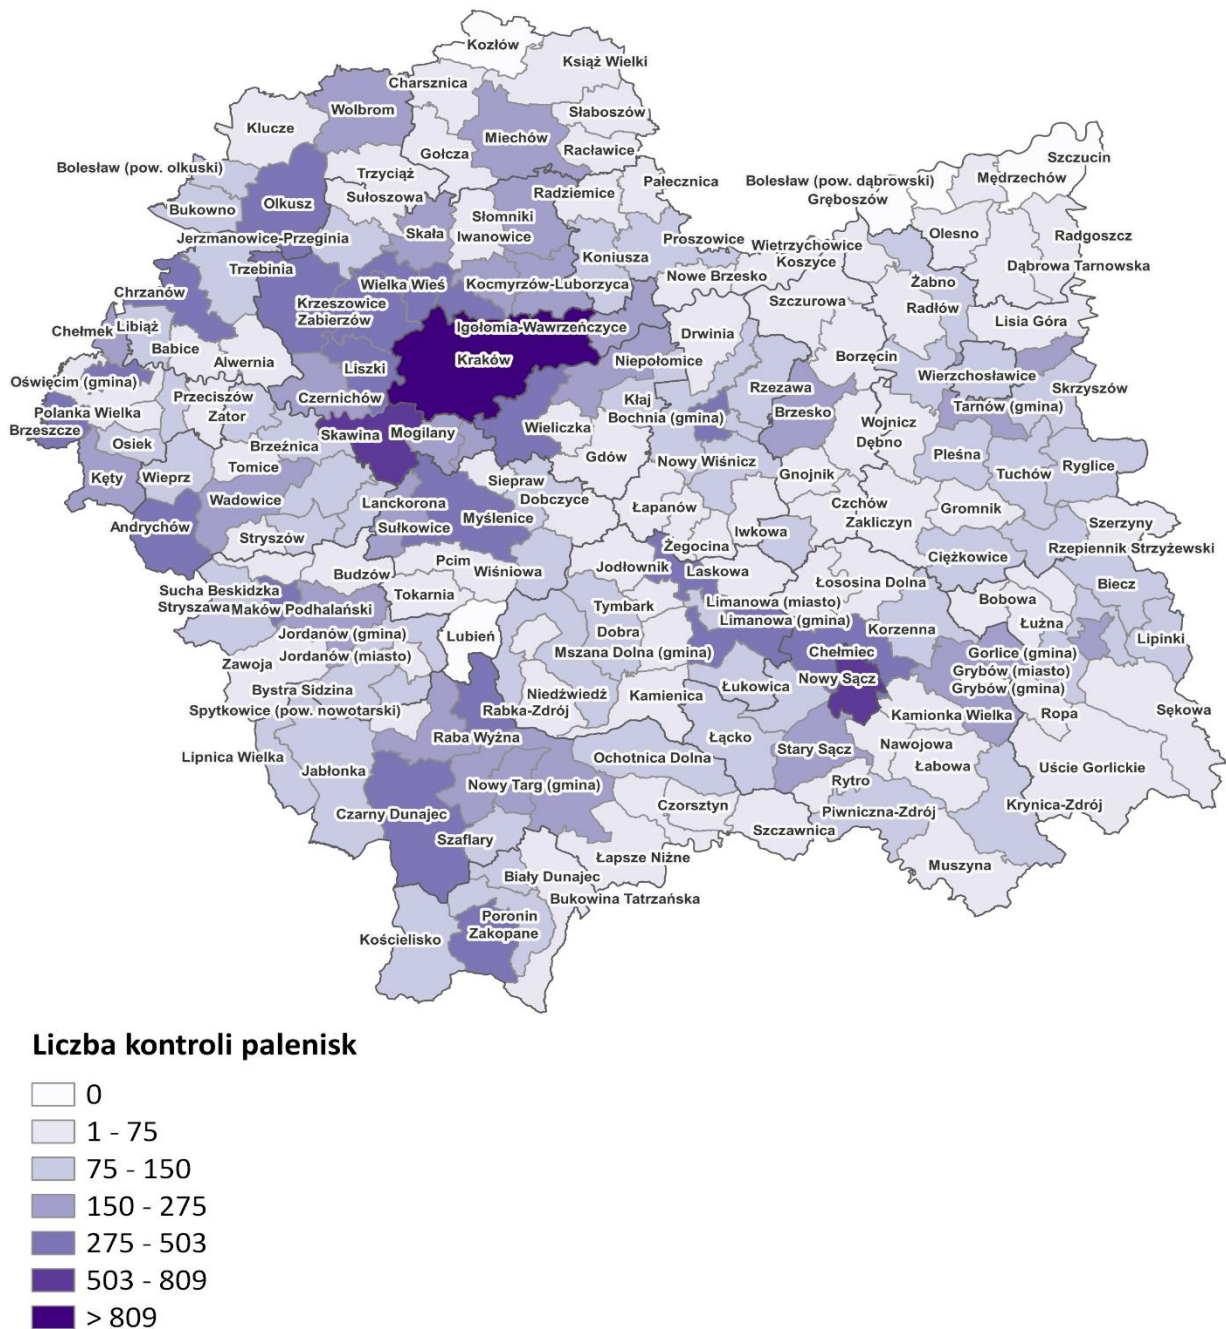 Kozłów
Książ Wielki
Charsznica
Wolbrom
Słaboszów
Klucze
Miechów
Racławice
Gołcza
Szczucin
Bolesław (pow. olkuski)
Trzyciąż
Mędrzechów
Sułoszowa
Radziemice
Pałecznica
Bolesław (pow. dąbrowski)
Gręboszów
Bukowno
Olkusz
Słomniki
Iwanowice
Skała
Olesno
Radgoszcz
Jerzmanowice-Przeginia
Proszowice
Wietrzychowice
Koszyce
Koniusza
Dąbrowa Tarnowska
Trzebinia
Nowe Brzesko
Żabno
Wielka Wieś
Kocmyrzów-Luborzyca
Chrzanów
Krzeszowice
Zabierzów
Szczurowa
Radłów
Lisia Góra
Chełmek
Libiąż
Igołomia-Wawrzeńczyce
Drwinia
Babice
Alwernia
Kraków
Niepołomice
Borzęcin
Liszki
Wierzchosławice
Oświęcim (gmina)
Rzezawa
Skrzyszów
Przeciszów
Czernichów
Kłaj
Tarnów (gmina)
Polanka Wielka
Zator
Bochnia (gmina)
Brzesko
Brzeszcze
Wojnicz
Osiek
Brzeźnica
Skawina
Mogilany
Wieliczka
Dębno
Pleśna
Tomice
Gdów
Nowy Wiśnicz
Ryglice
Kęty
Wieprz
Siepraw
Gnojnik
Tuchów
Wadowice
Lanckorona
Dobczyce
Łapanów
Czchów
Gromnik
Andrychów
Sułkowice
Myślenice
Zakliczyn
Szerzyny
Stryszów
Iwkowa
Żegocina
Rzepiennik Strzyżewski
Pcim
Ciężkowice
Budzów
Wiśniowa
Jodłownik
Laskowa
Łososina Dolna
Biecz
Sucha Beskidzka
Tokarnia
Bobowa
Stryszawa
Maków Podhalański
Tymbark
Limanowa (miasto)
Łużna
Limanowa (gmina)
Jordanów (gmina)
Lubień
Dobra
Korzenna
Lipinki
Zawoja
Jordanów (miasto)
Mszana Dolna (gmina)
Chełmiec
Gorlice (gmina)
Grybów (miasto)
Nowy Sącz
Bystra Sidzina
Niedźwiedź
Kamienica
Łukowica
Grybów (gmina)
Sękowa
Spytkowice (pow. nowotarski)
Rabka-Zdrój
Kamionka Wielka
Ropa
Raba Wyżna
Łącko
Lipnica Wielka
Ochotnica Dolna
Stary Sącz
Nawojowa
Jabłonka
Łabowa
Uście Gorlickie
Nowy Targ (gmina)
Rytro
Czorsztyn
Krynica-Zdrój
Czarny Dunajec
Piwniczna-Zdrój
Szczawnica
Szaflary
Łapsze Niżne
Muszyna
Biały Dunajec
Bukowina Tatrzańska
Poronin
Kościelisko
Zakopane
Liczba kontroli palenisk
0
1 - 75
75 - 150
150 - 275
275 - 503
503 - 809
> 809